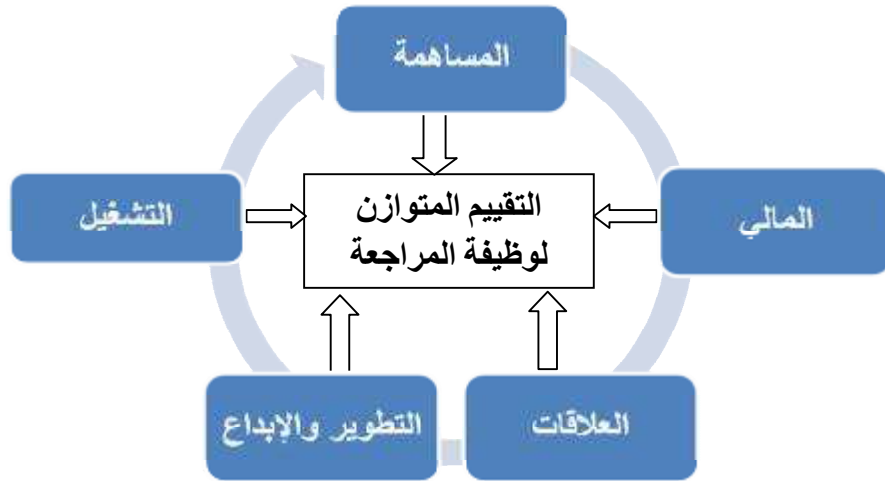 المساهمة
المالي
التقييم المتوازن
لوظيفة المراجعة
التشغيل
العلاقات
التطوير والإبداع